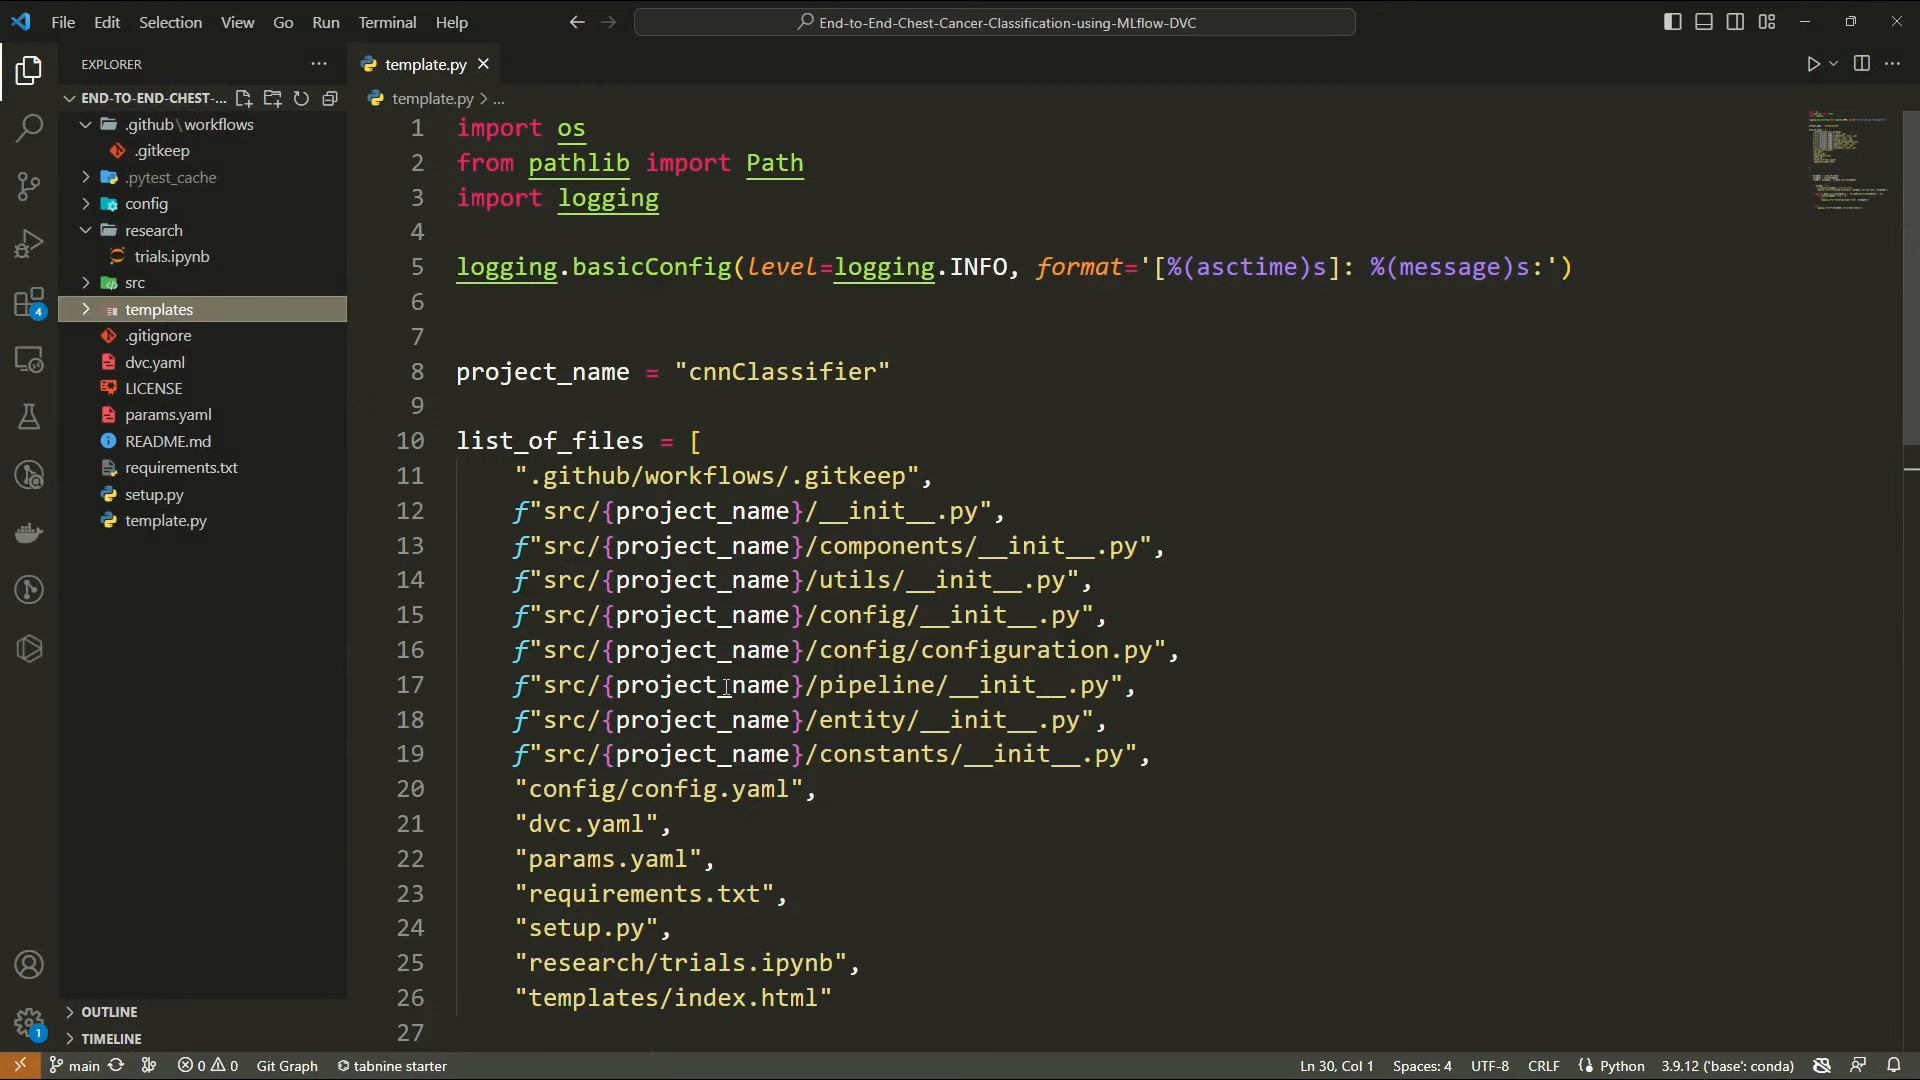 File Edit Selection View Go Run Terminal Help
End-to-End-Chest-Cancer-Classification-using-MLflow-DVC
EXPLORER
END-TO-END-CHEST-...
.github\workflows
.gitkeep
.pytest_cache
config
research
trials.ipynb
src
templates
.gitignore
dvc.yaml
LICENSE
params.yaml
README.md
requirements.txt
setup.py
template.py
OUTLINE
TIMELINE
4
1
template.py
template.py > ...
1 import os
2 from pathlib import Path
3 import logging
4
5 logging.basicConfig(level=logging.INFO, format='[%(asctime)s]: %(message)s:')
6
7
8 project_name = "cnnClassifier"
9
10 list_of_files = [
11 ".github/workflows/.gitkeep",
12 f"src/{project_name}/__init__.py",
13 f"src/{project_name}/components/__init__.py",
14 f"src/{project_name}/utils/__init__.py",
15 f"src/{project_name}/config/__init__.py",
16 f"src/{project_name}/config/configuration.py",
17 f"src/{project_name}/pipeline/__init__.py",
18 f"src/{project_name}/entity/__init__.py",
19 f"src/{project_name}/constants/__init__.py",
20 "config/config.yaml",
21 "dvc.yaml",
22 "params.yaml",
23 "requirements.txt",
24 "setup.py",
25 "research/trials.ipynb",
26 "templates/index.html"
27
main 0 0 Git Graph tabnine starter Ln 30, Col 1 Spaces: 4 UTF-8 CRLF Python 3.9.12 ('base': conda)